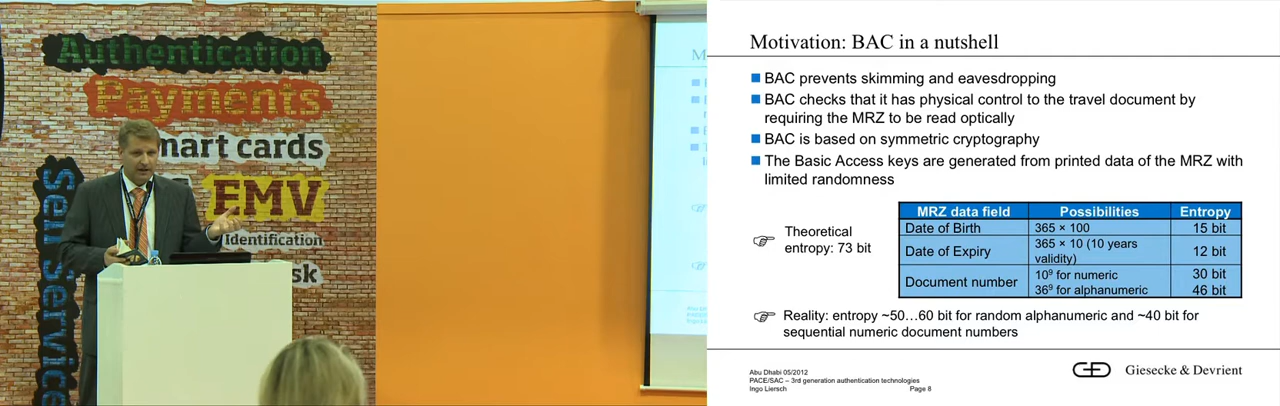 Authentication
Payments
mart cards
EMV
Identification
sk
Self Service
M
Motivation: BAC in a nutshell
BAC prevents skimming and eavesdropping
BAC checks that it has physical control to the travel document by
requiring the MRZ to be read optically
BAC is based on symmetric cryptography
The Basic Access keys are generated from printed data of the MRZ with
limited randomness
Theoretical
entropy: 73 bit
MRZ data field Possibilities Entropy
Date of Birth 365 × 100 15 bit
Date of Expiry 365 × 10 (10 years
validity) 12 bit
Document number 10⁹ for numeric 30 bit
36⁹ for alphanumeric 46 bit
Reality: entropy ~50…60 bit for random alphanumeric and ~40 bit for
sequential numeric document numbers
Abu Dhabi 05/2012
PACE/SAC – 3rd generation authentication technologies
Ingo Liersch Page 8
Giesecke & Devrient